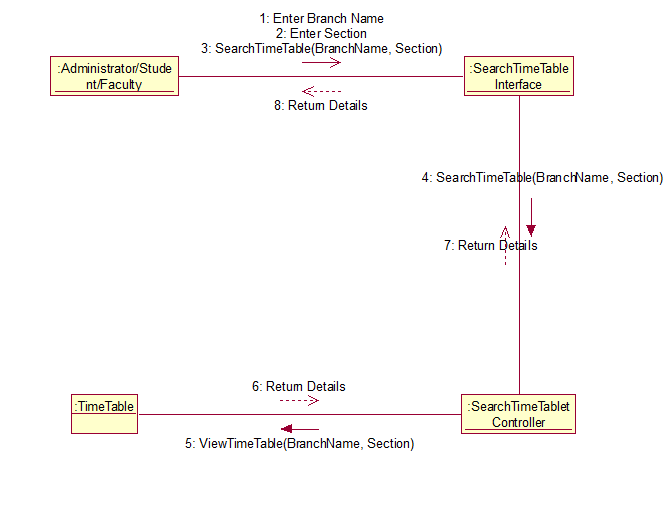 1: Enter Branch Name
2: Enter Section
3: SearchTimeTable(BranchName, Section)
:Administrator/Stude
nt/Faculty
:SearchTimeTable
Interface
8: Return Details
4: SearchTimeTable(BranchName, Section)
7: Return Details
6: Return Details
:TimeTable
:SearchTimeTablet
Controller
5: ViewTimeTable(BranchName, Section)